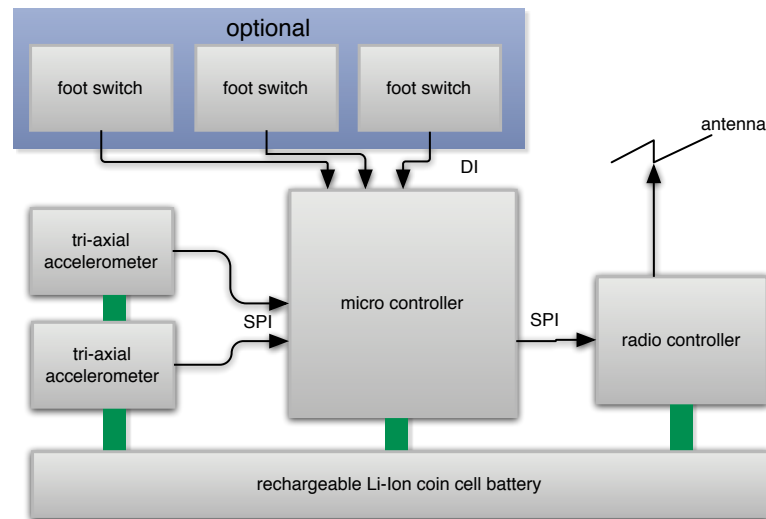 optional
foot switch
foot switch
foot switch
antenna
DI
tri-axial
accelerometer
micro controller
SPI
SPI
radio controller
tri-axial
accelerometer
rechargeable Li-Ion coin cell battery